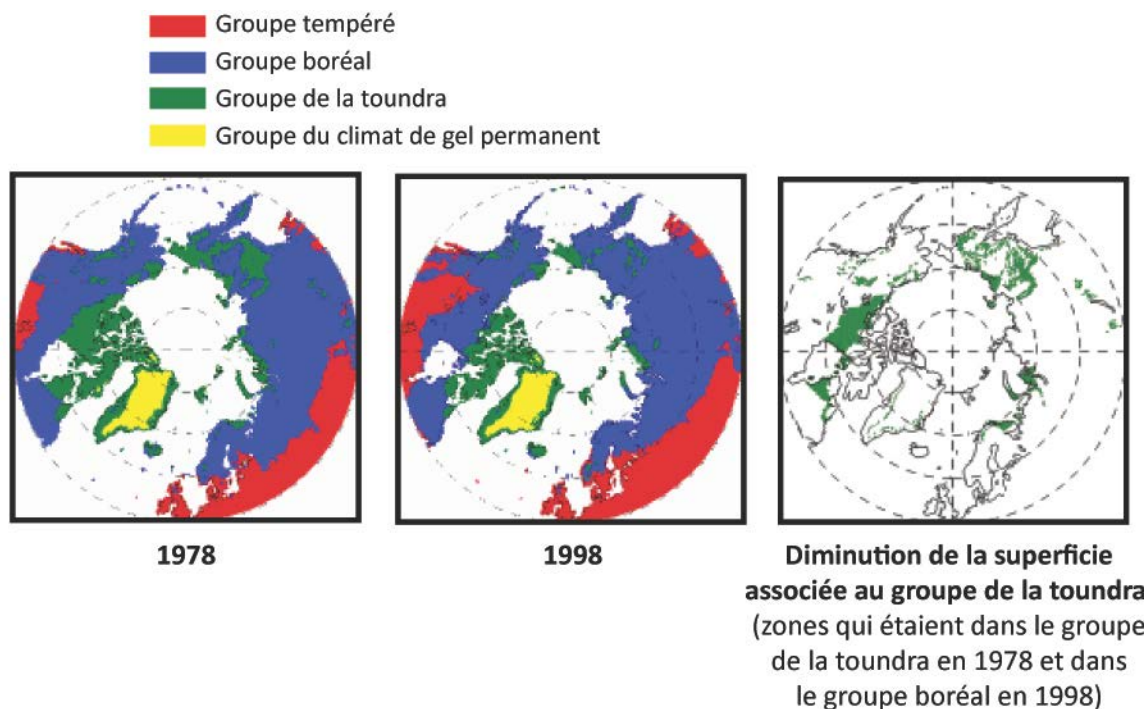 Groupe tempéré
Groupe boréal
Groupe de la toundra
Groupe du climat de gel permanent
1978
1998
Diminution de la superficie
associée au groupe de la toundra
(zones qui étaient dans le groupe
de la toundra en 1978 et dans
le groupe boréal en 1998)